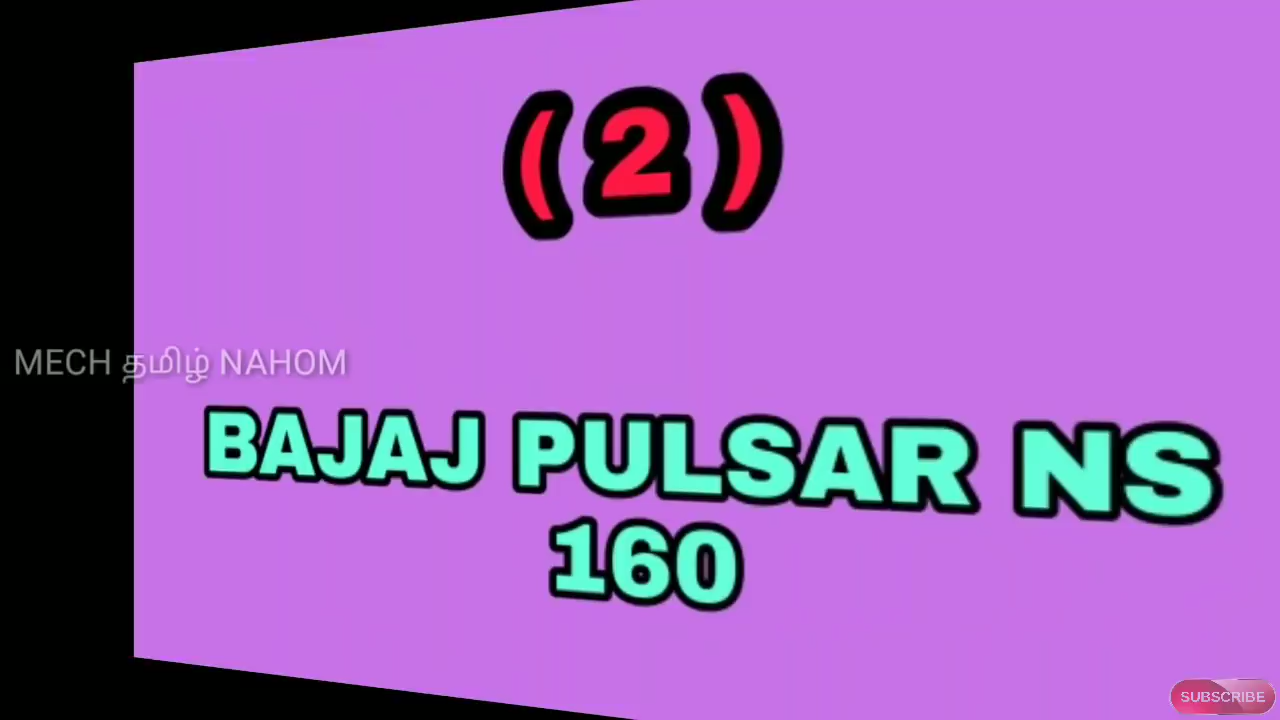 (2)
MECH தமிழ் NAHOM
BAJAJ PULSAR NS
160
SUBSCRIBE